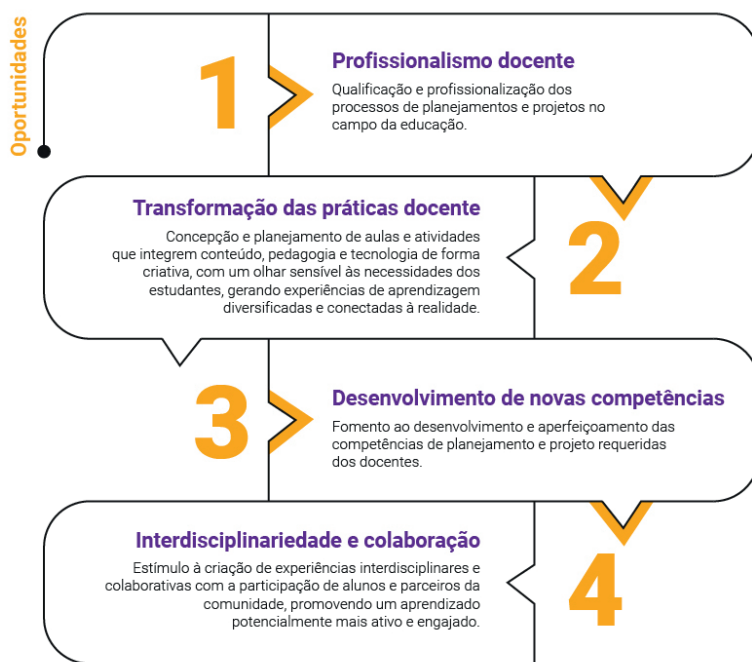 Oportunidades
1
Profissionalismo docente
Qualificação e profissionalização dos
processos de planejamentos e projetos no
campo da educação.
Transformação das práticas docente
2
Concepção e planejamento de aulas e atividades
que integrem conteúdo, pedagogia e tecnologia de forma
criativa, com um olhar sensível às necessidades dos
estudantes, gerando experiências de aprendizagem
diversificadas e conectadas à realidade.
3
Desenvolvimento de novas competências
Fomento ao desenvolvimento e aperfeiçoamento das
competências de planejamento e projeto requeridas
dos docentes.
Interdisciplinariedade e colaboração
4
Estímulo à criação de experiências interdisciplinares e
colaborativas com a participação de alunos e parceiros da
comunidade, promovendo um aprendizado
potencialmente mais ativo e engajado.